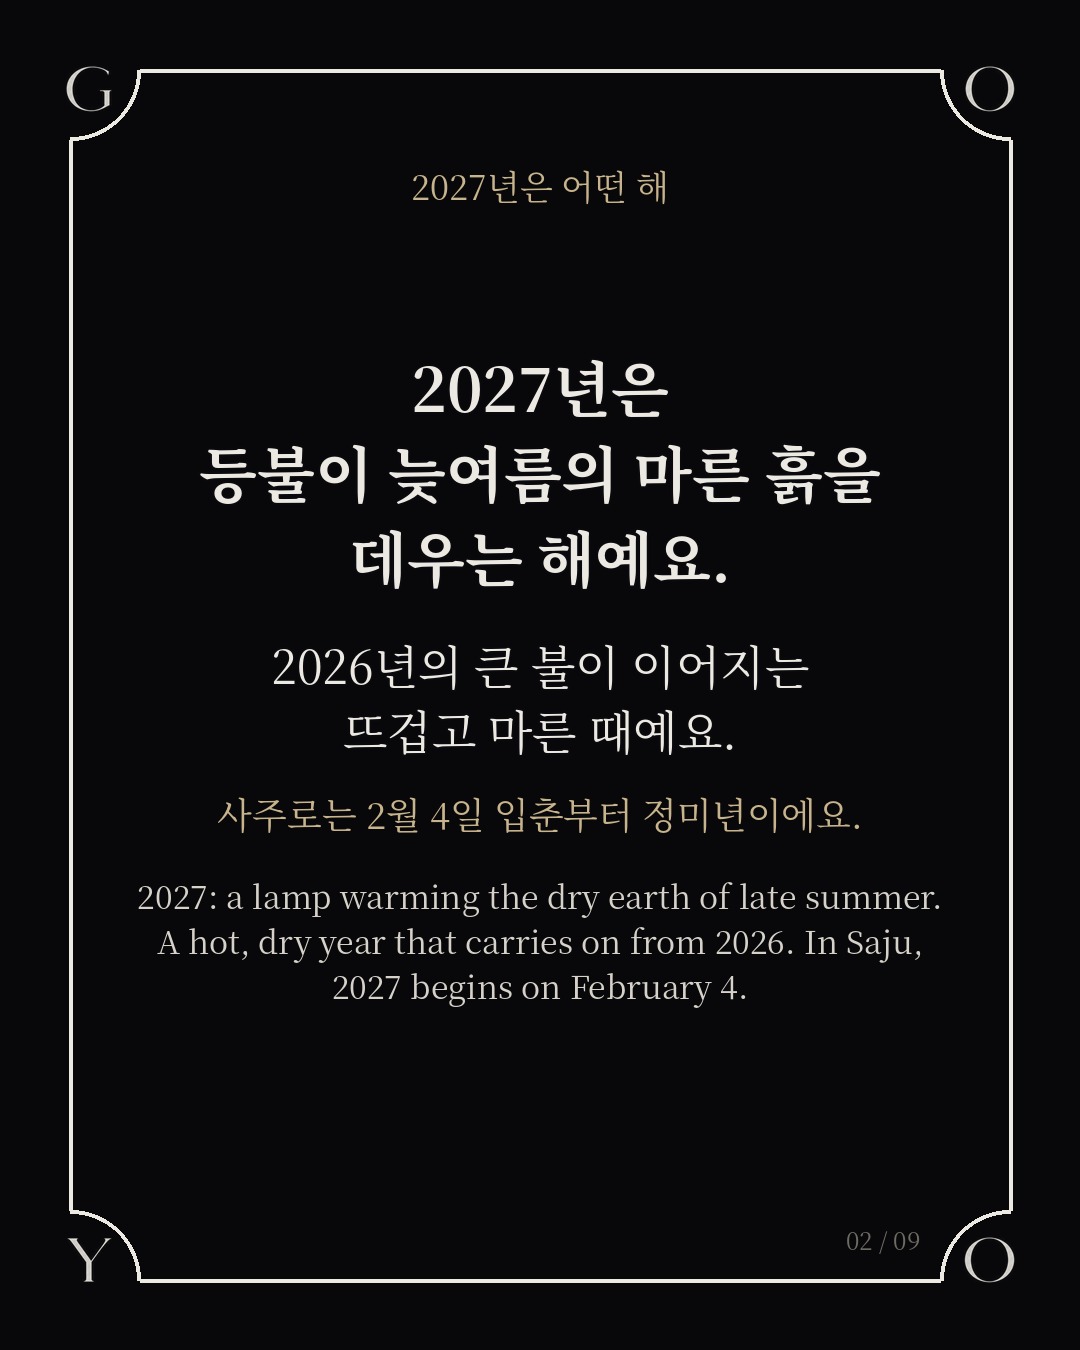 G O
2027년은 어떤 해
2027년은
등불이 늦여름의 마른 흙을
데우는 해예요.
2026년의 큰 불이 이어지는
뜨겁고 마른 때예요.
사주로는 2월 4일 입춘부터 정미년이에요.
2027: a lamp warming the dry earth of late summer.
A hot, dry year that carries on from 2026. In Saju,
2027 begins on February 4.
02 / 09
Y O